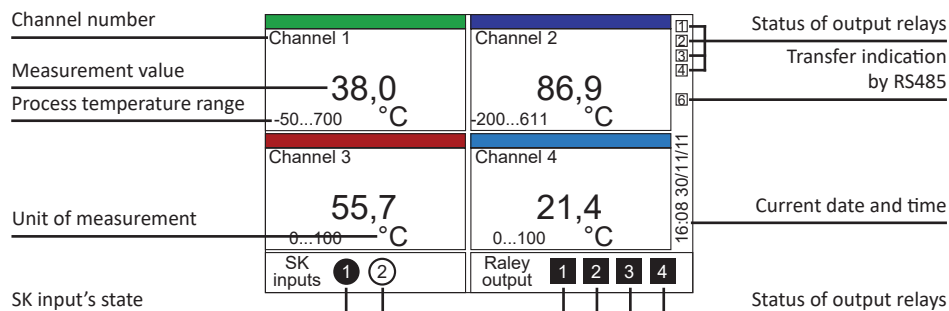 Channel number
Measurement value
Process temperature range
Unit of measurement
SK input's state
Channel 1
38,0
°C
-50...700
Channel 2
86,9
°C
-200...611
Channel 3
55,7
°C
0...100
Channel 4
21,4
°C
0...100
SK
inputs
1 2
Raley
output
1 2 3 4
1
2
3
4
6
16:08 30/11/11
Status of output relays
Transfer indication
by RS485
Current date and time
Status of output relays